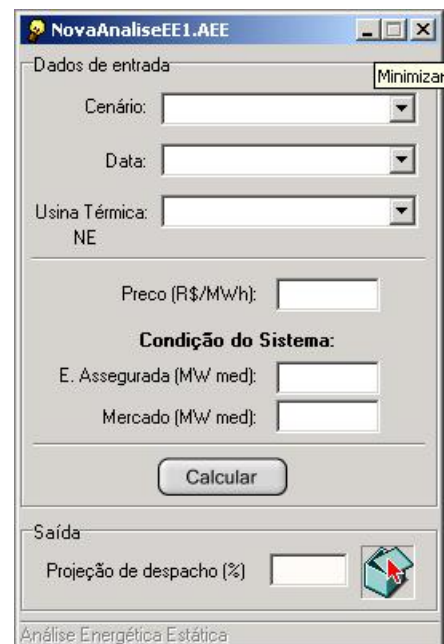 NovaAnaliseEE1.AEE
Dados de entrada
Minimizar
Cenário:
Data:
Usina Térmica:
NE
Preco (R$/MWh):
Condição do Sistema:
E. Assegurada (MW med):
Mercado (MW med):
Calcular
Saída
Projeção de despacho (%)
Análise Energética Estática